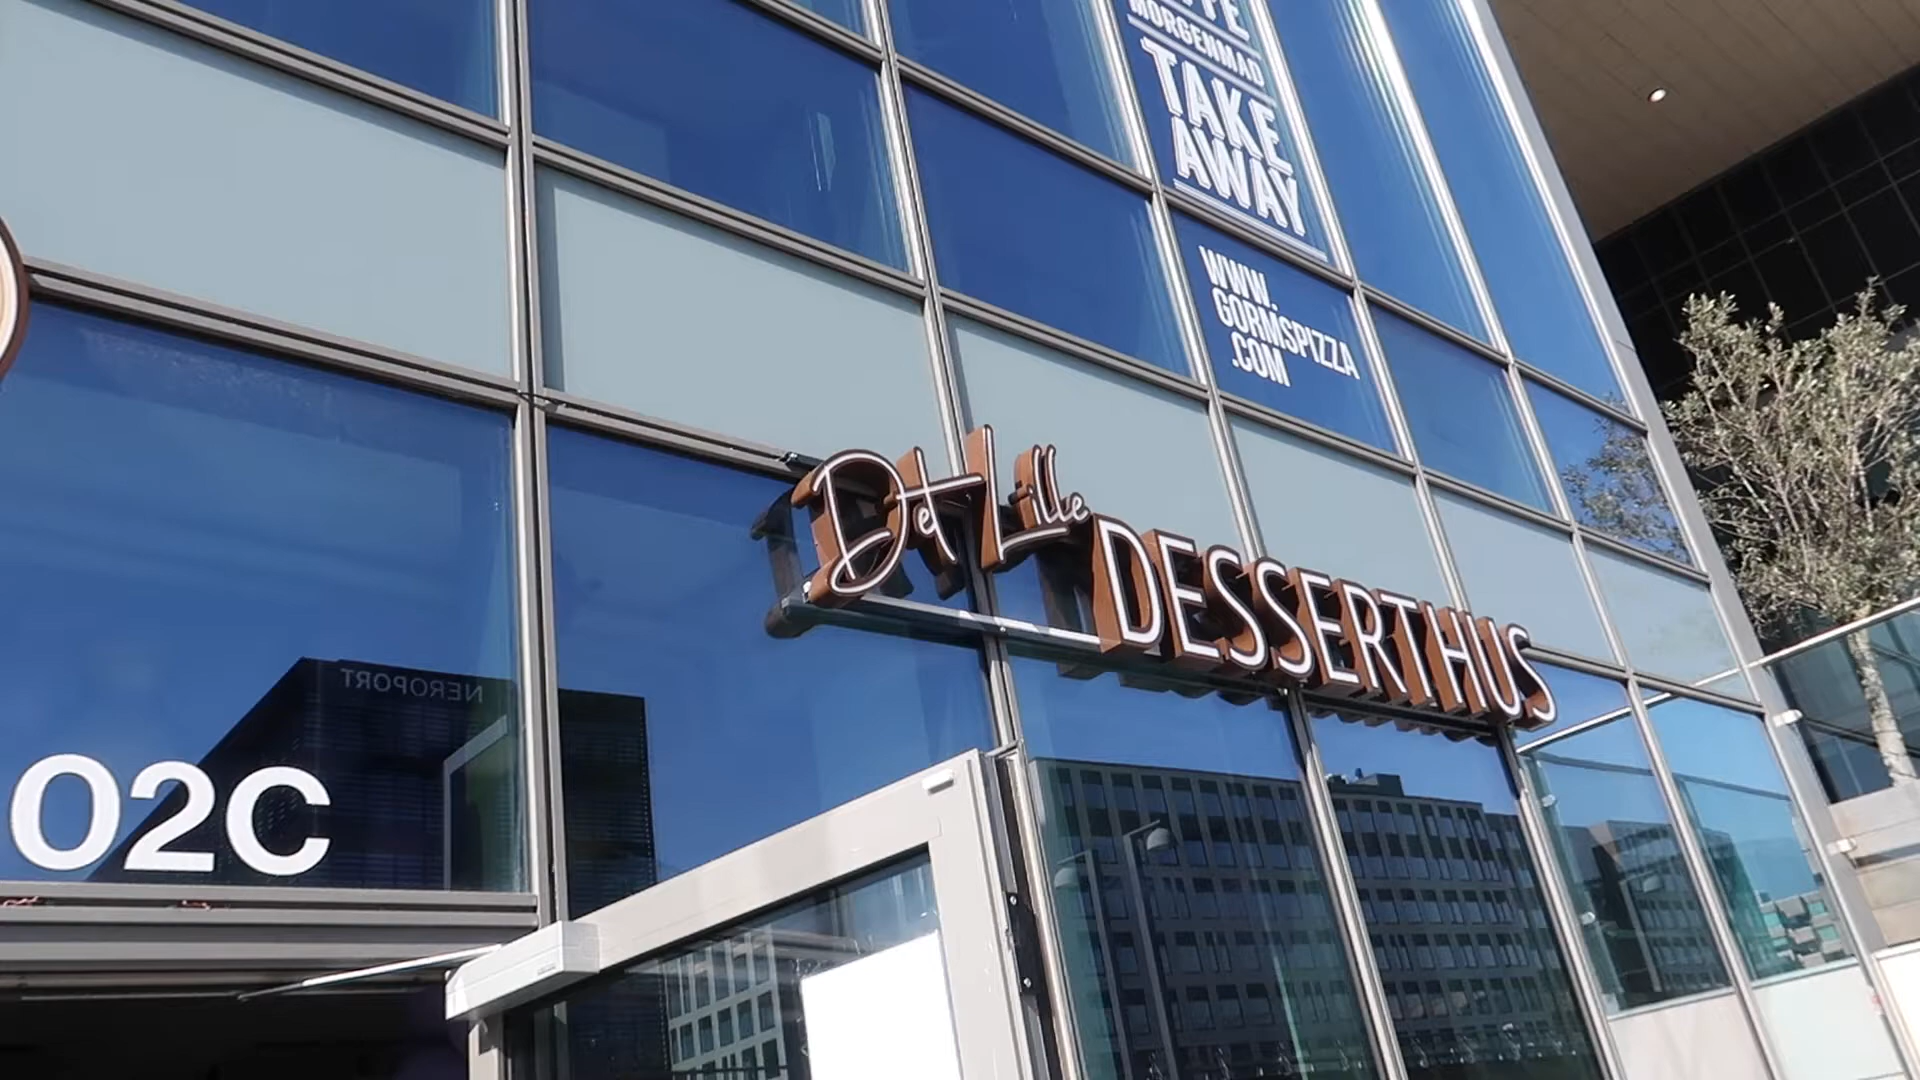 MORGENMAD
TAKE
AWAY
WWW.
GORMSPIZZA
.COM
Det Lille
DESSERTHUS
NEROPORT
02C